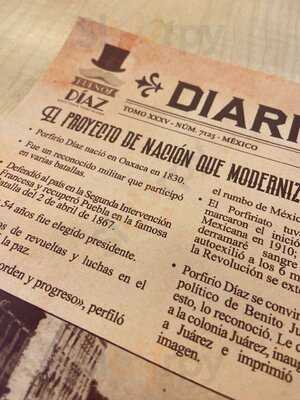 FUENOS
DÍAZ
DIARI
TOMO XXXV - NÚM. 7125 - MÉXICO
El PROYECTO DE NACIÓN QUE MODERNIZ
• Porfirio Díaz nació en Oaxaca en 1830.
• Fue un reconocido militar que participó
en varias batallas.
Defendió al país en la Segunda Intervención
Francesa y recuperó Puebla en la famosa
atalla del 2 de abril de 1867.
54 años fue elegido presidente.
os de revueltas y luchas en el
la paz.
orden y progreso», perfiló
el rumbo de Méxic
• El Porfiriato tuv
marcaron el inicio
Mexicana en 1910;
derramaré sangre
autoexilió a los 6 m
la Revolución se ext
• Porfirio Díaz se convir
político de Benito Ju
esto, lo reconoció. Le c
a la colonia Juárez, inau
a Juárez e imprimió
imagen.